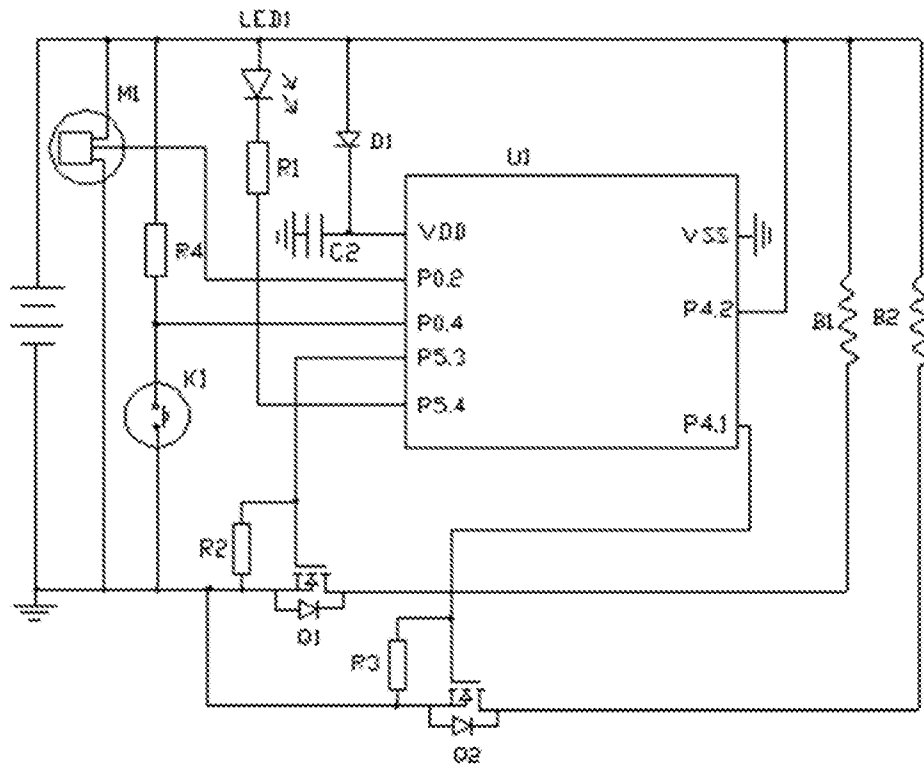 LED1
M1
D1
R1
U1
VDD
VSS
C2
R4
P0.2
P4.2
B1
B2
P0.4
P5.3
K1
P5.4
P4.1
R2
Q1
R3
Q2